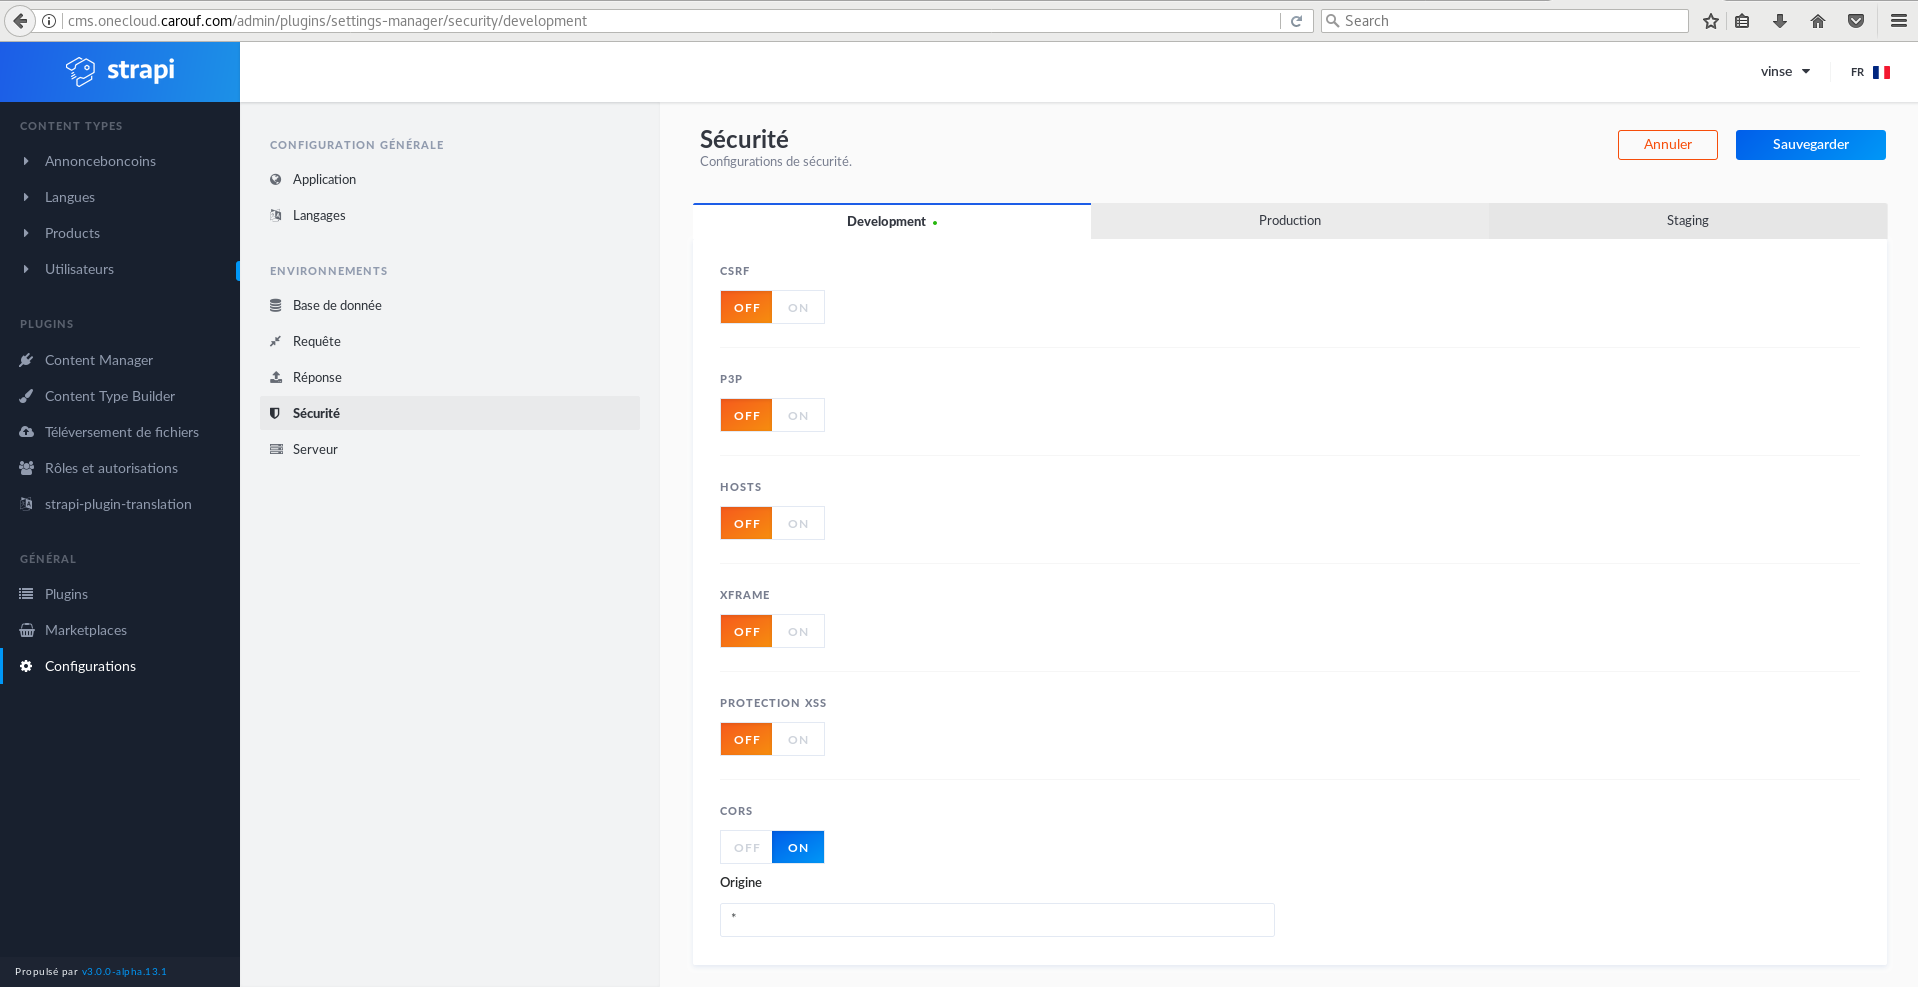 cms.onecloud.carouf.com/admin/plugins/settings-manager/security/development
Search
strapi
vinse
FR
CONTENT TYPES
Annonceboncoins
Langues
Products
Utilisateurs
PLUGINS
Content Manager
Content Type Builder
Téléversement de fichiers
Rôles et autorisations
strapi-plugin-translation
GÉNÉRAL
Plugins
Marketplaces
Configurations
Propulsé par v3.0.0-alpha.13.1
CONFIGURATION GÉNÉRALE
Application
Langages
ENVIRONNEMENTS
Base de donnée
Requête
Réponse
Sécurité
Serveur
Sécurité
Configurations de sécurité.
Annuler
Sauvegarder
Development
Production
Staging
CSRF
OFF ON
P3P
OFF ON
HOSTS
OFF ON
XFRAME
OFF ON
PROTECTION XSS
OFF ON
CORS
OFF ON
Origine
*